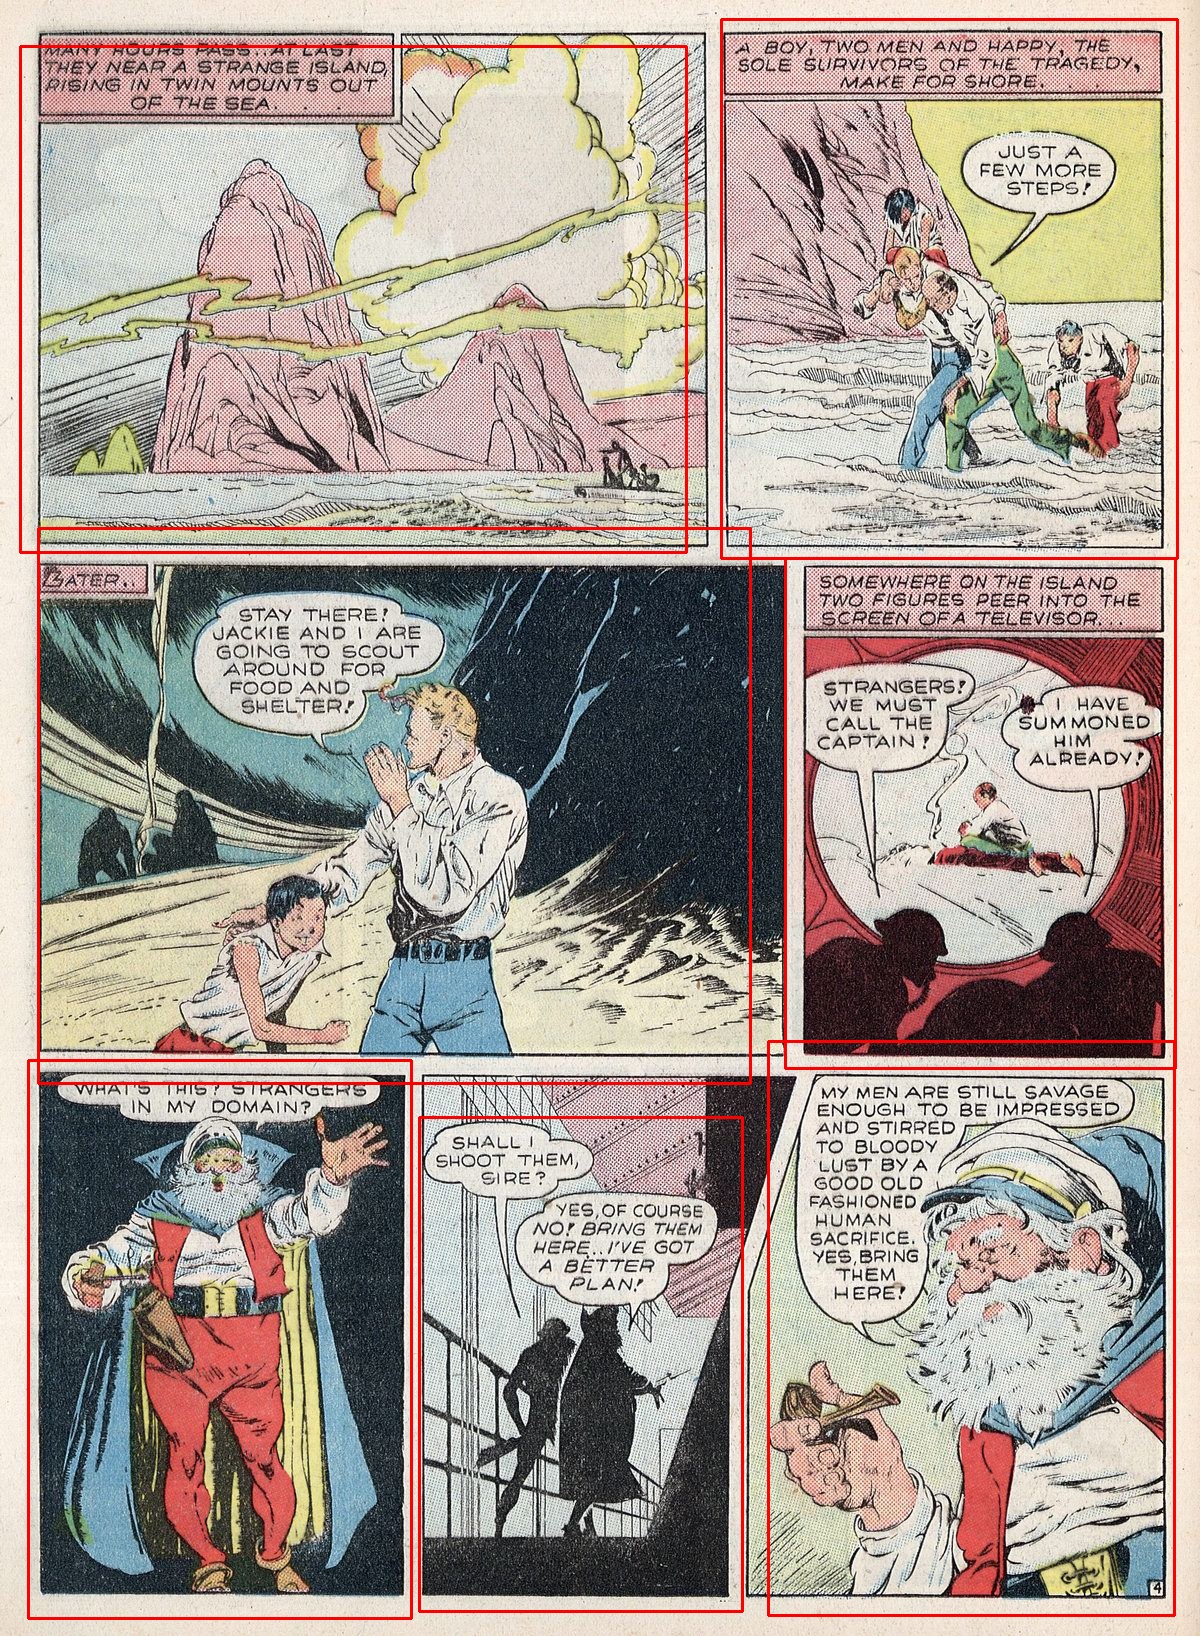 MANY HOURS PASS.. AT LAST
THEY NEAR A STRANGE ISLAND,
RISING IN TWIN MOUNTS OUT
OF THE SEA. . . .
A BOY, TWO MEN AND HAPPY, THE
SOLE SURVIVORS OF THE TRAGEDY,
MAKE FOR SHORE. . . .
JUST A
FEW MORE
STEPS!
LATER..
STAY THERE!
JACKIE AND I ARE
GOING TO SCOUT
AROUND FOR
FOOD AND
SHELTER!
SOMEWHERE ON THE ISLAND
TWO FIGURES PEER INTO THE
SCREEN OF A TELEVISOR...
STRANGERS!
WE MUST
CALL THE
CAPTAIN!
I HAVE
SUMMONED
HIM
ALREADY!
WHAT'S THIS? STRANGERS
IN MY DOMAIN?
SHALL I
SHOOT THEM,
SIRE?
YES, OF COURSE
NO! BRING THEM
HERE... I'VE GOT
A BETTER
PLAN!
MY MEN ARE STILL SAVAGE
ENOUGH TO BE IMPRESSED
AND STIRRED
TO BLOODY
LUST BY A
GOOD OLD
FASHIONED
HUMAN
SACRIFICE.
YES, BRING
THEM
HERE!
4